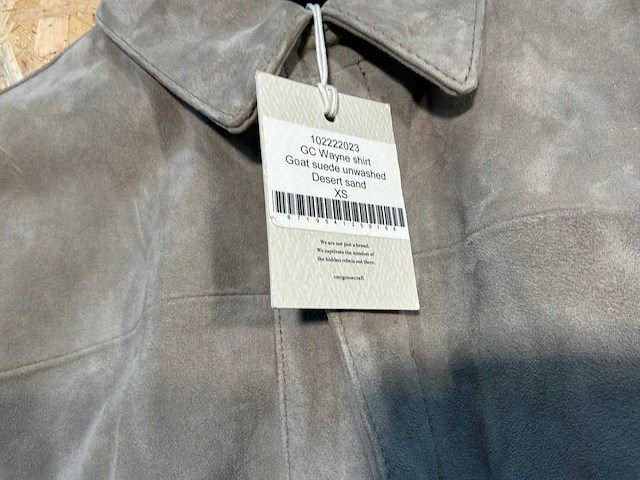 102222023
GC Wayne shirt
Goat suede unwashed
Desert sand
XS
8719541259168
We are not just a brand.
We captivate the mindset of
the hidden rebels out there.